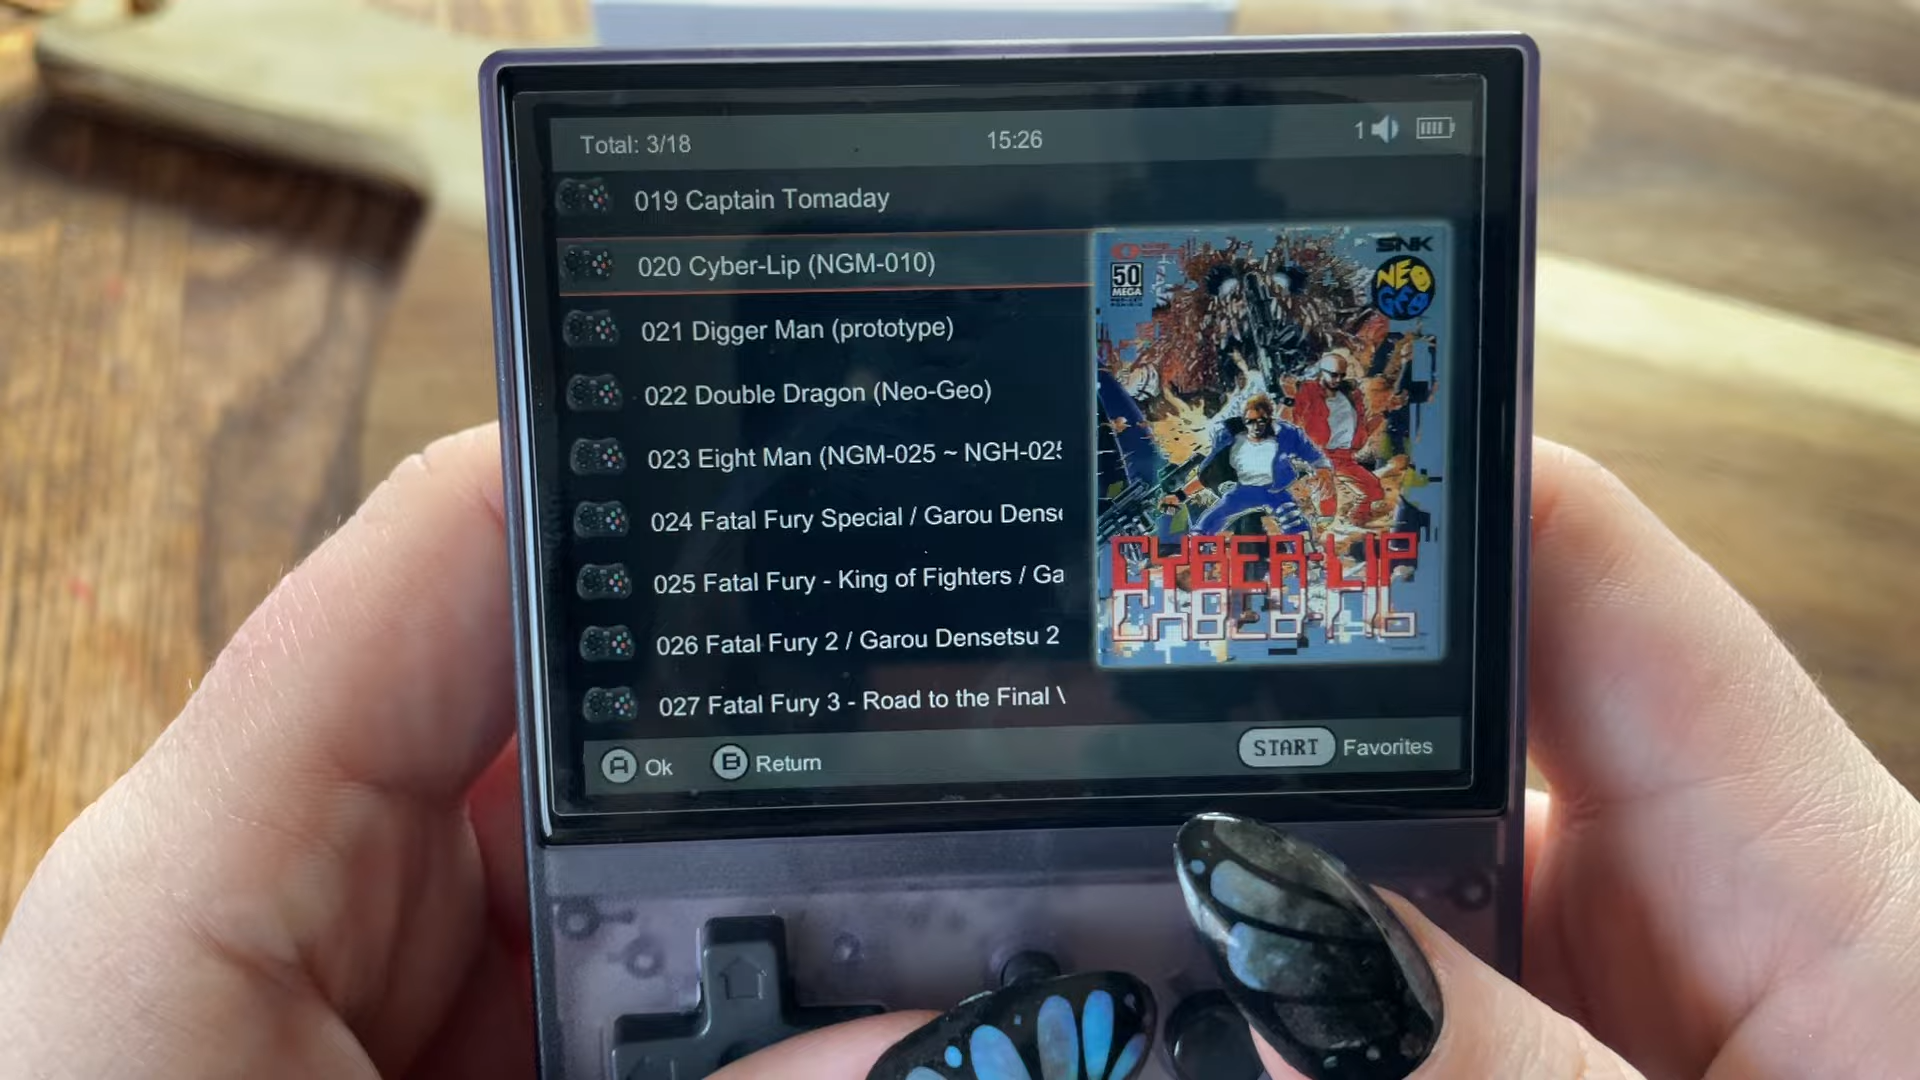 Total: 3/18
15:26
1
019 Captain Tomaday
020 Cyber-Lip (NGM-010)
021 Digger Man (prototype)
022 Double Dragon (Neo-Geo)
023 Eight Man (NGM-025 ~ NGH-025
024 Fatal Fury Special / Garou Dense
025 Fatal Fury - King of Fighters / Ga
026 Fatal Fury 2 / Garou Densetsu 2
027 Fatal Fury 3 - Road to the Final
SNK
50
MEGA
NEO
GEO
CYBER-LIP
A Ok
B Return
START Favorites